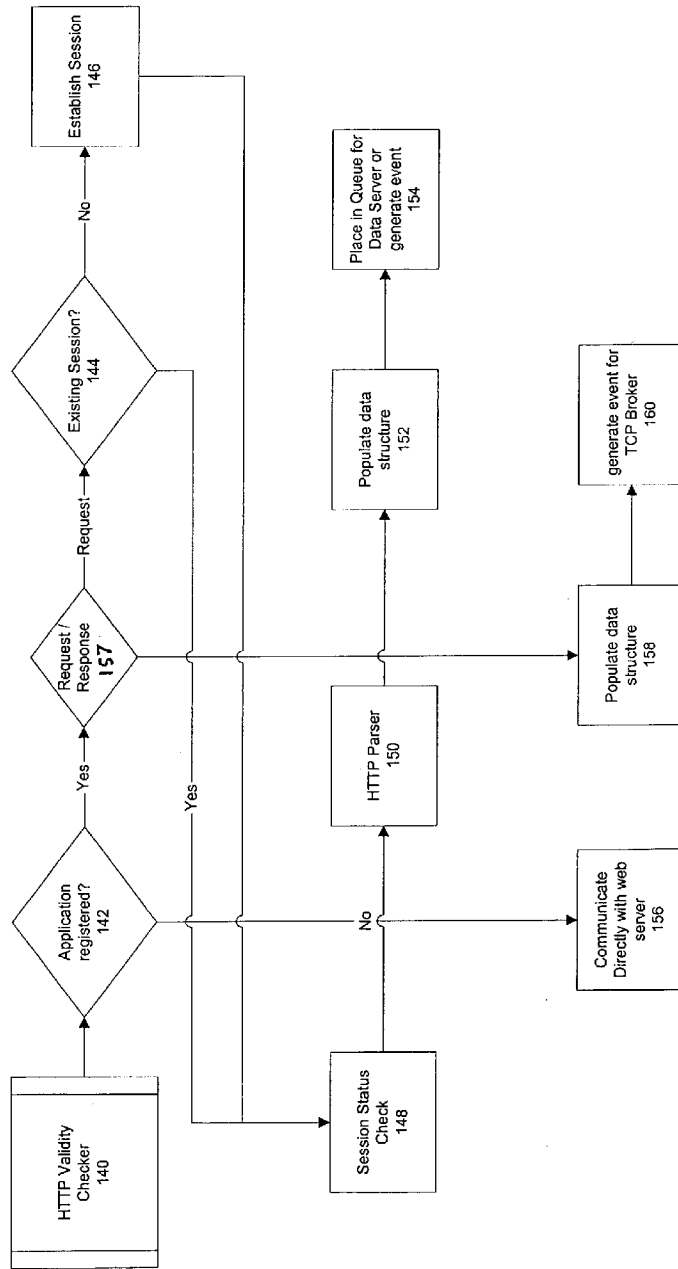 HTTP Validity
Checker
140
Application
registered?
142
Yes
Request /
Response
157
Request
Existing Session?
144
No
Establish Session
146
Yes
Session Status
Check
148
No
HTTP Parser
150
Populate data
structure
152
Place in Queue for
Data Server or
generate event
154
Communicate
Directly with web
server
156
Populate data
structure
158
generate event for
TCP Broker
160